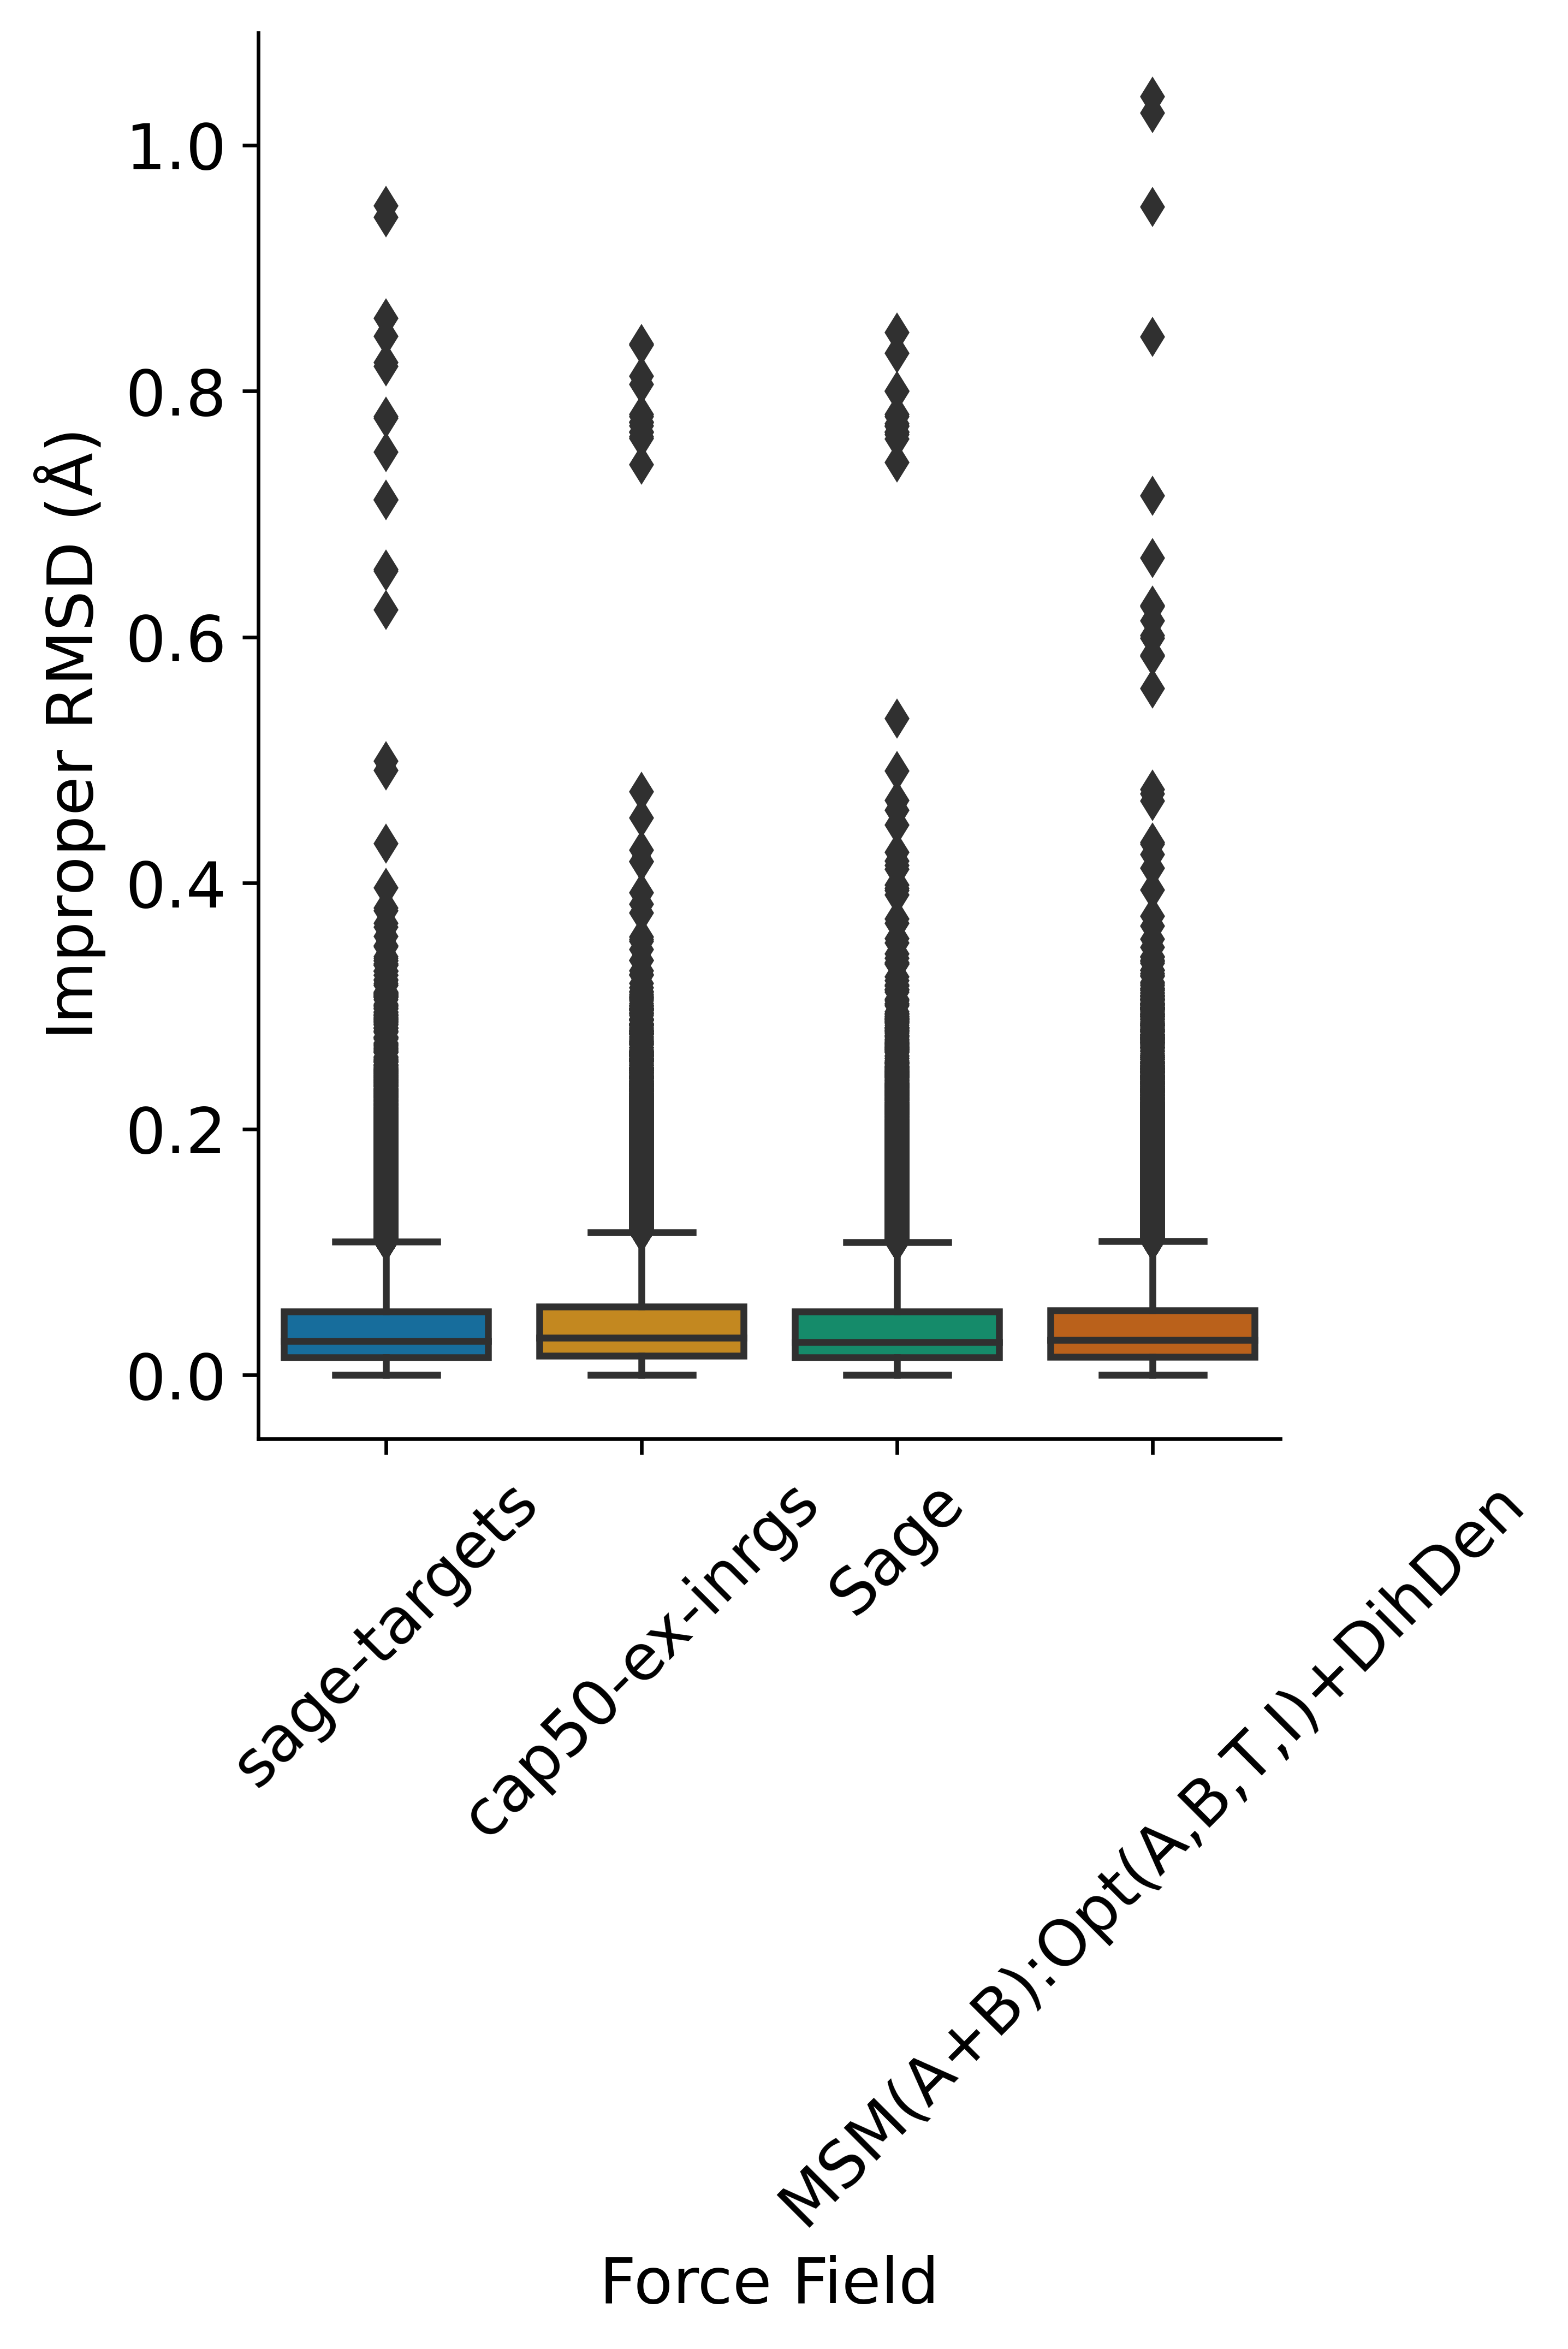 Improper RMSD (Å)
1.0
0.8
0.6
0.4
0.2
0.0
sage-targets
cap50-ex-inrgs
Sage
MSM(A+B):Opt(A,B,T,I)+DihDen
Force Field